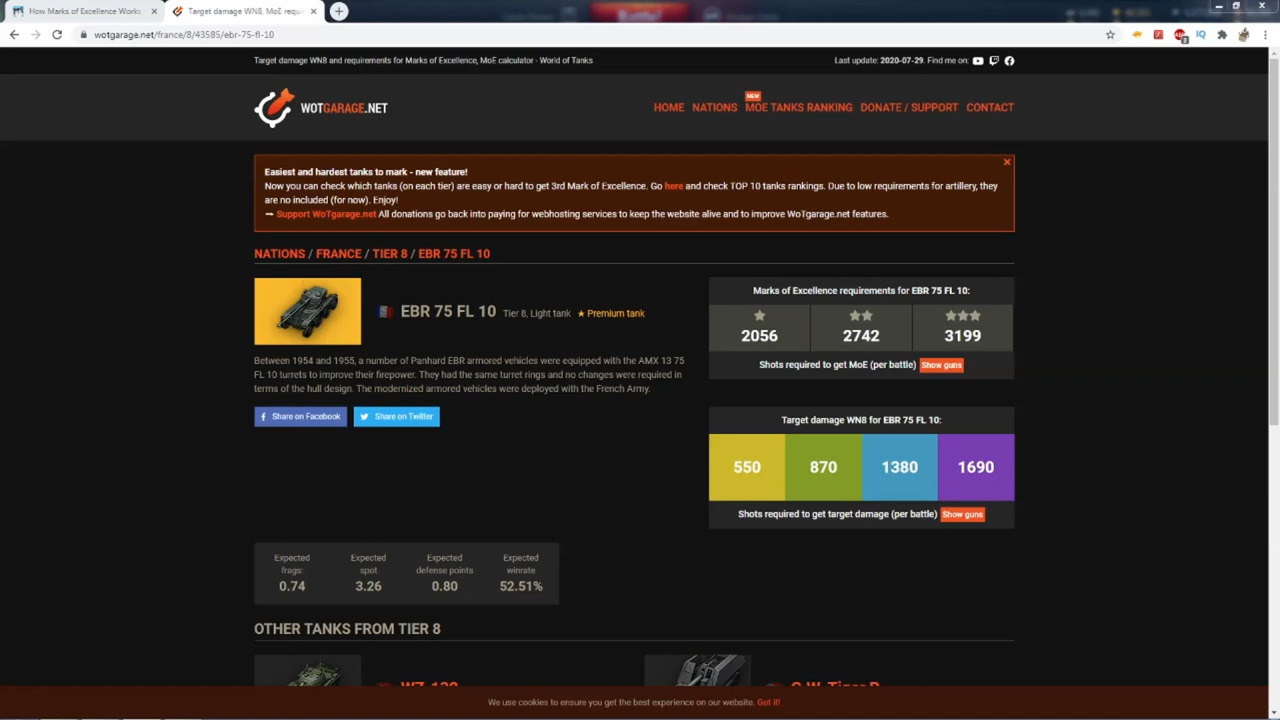 How Marks of Excellence Works
Target damage WN8, MoE requi
wotgarage.net/france/8/43585/ebr-75-fl-10
Target damage WN8 and requirements for Marks of Excellence, MoE calculator - World of Tanks
Last update: 2020-07-29. Find me on:
WOTGARAGE.NET
HOME NATIONS NEW MOE TANKS RANKING DONATE / SUPPORT CONTACT
Easiest and hardest tanks to mark - new feature!
Now you can check which tanks (on each tier) are easy or hard to get 3rd Mark of Excellence. Go here and check TOP 10 tanks rankings. Due to low requirements for artillery, they
are no included (for now). Enjoy!
➞ Support WoTgarage.net All donations go back into paying for webhosting services to keep the website alive and to improve WoTgarage.net features.
NATIONS / FRANCE / TIER 8 / EBR 75 FL 10
EBR 75 FL 10 Tier 8, Light tank ★ Premium tank
Between 1954 and 1955, a number of Panhard EBR armored vehicles were equipped with the AMX 13 75
FL 10 turrets to improve their firepower. They had the same turret rings and no changes were required in
terms of the hull design. The modernized armored vehicles were deployed with the French Army.
Share on Facebook Share on Twitter
Marks of Excellence requirements for EBR 75 FL 10:
2056 2742 3199
Shots required to get MoE (per battle) Show guns
Target damage WN8 for EBR 75 FL 10:
550 870 1380 1690
Shots required to get target damage (per battle) Show guns
Expected frags: 0.74
Expected spot 3.26
Expected defense points 0.80
Expected winrate 52.51%
OTHER TANKS FROM TIER 8
We use cookies to ensure you get the best experience on our website. Got it!